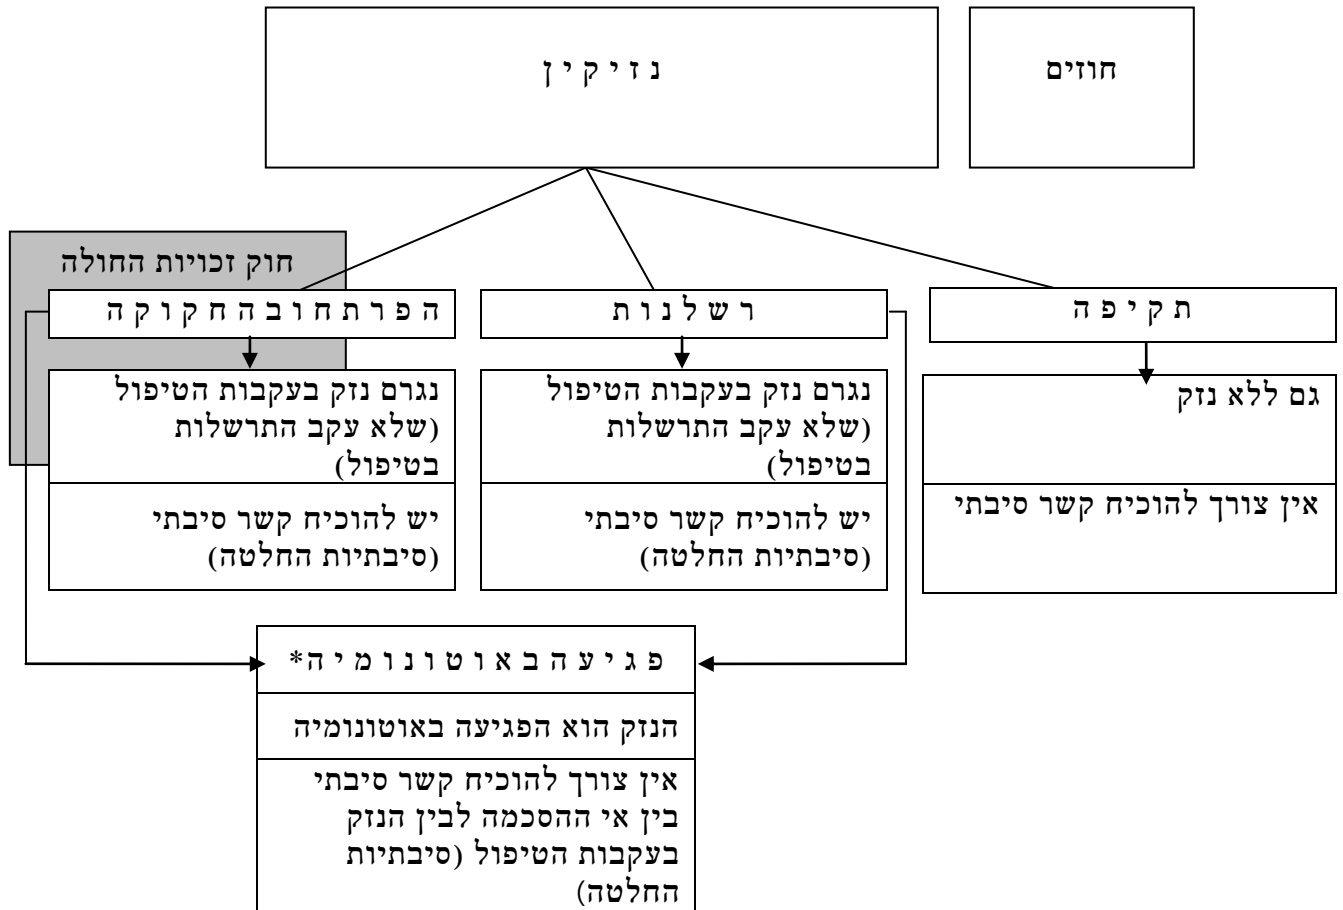 חוזים
נ ז י ק י ן
חוק זכויות החולה
ת ק י פ ה
גם ללא נזק
אין צורך להוכיח קשר סיבתי
ר ש ל נ ו ת
נגרם נזק בעקבות הטיפול
(שלא עקב התרשלות
בטיפול)
יש להוכיח קשר סיבתי
(סיבתיות החלטה)
ה פ ר ת ח ו ב ה ח ק ו ק ה
נגרם נזק בעקבות הטיפול
(שלא עקב התרשלות
בטיפול)
יש להוכיח קשר סיבתי
(סיבתיות החלטה)
פ ג י ע ה ב א ו ט ו נ ו מ י ה*
הנזק הוא הפגיעה באוטונומיה
אין צורך להוכיח קשר סיבתי
בין אי ההסכמה לבין הנזק
בעקבות הטיפול (סיבתיות
החלטה)